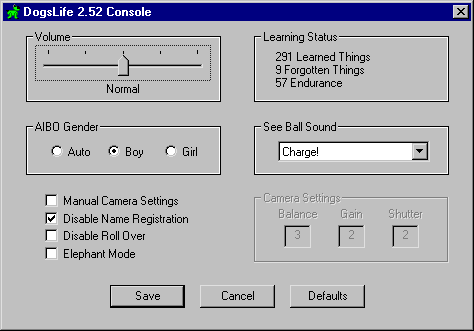 DogsLife 2.52 Console
Volume
Normal
Learning Status
291 Learned Things
9 Forgotten Things
57 Endurance
AIBO Gender
Auto Boy Girl
See Ball Sound
Charge!
Manual Camera Settings
Disable Name Registration
Disable Roll Over
Elephant Mode
Camera Settings
Balance Gain Shutter
3 2 2
Save Cancel Defaults